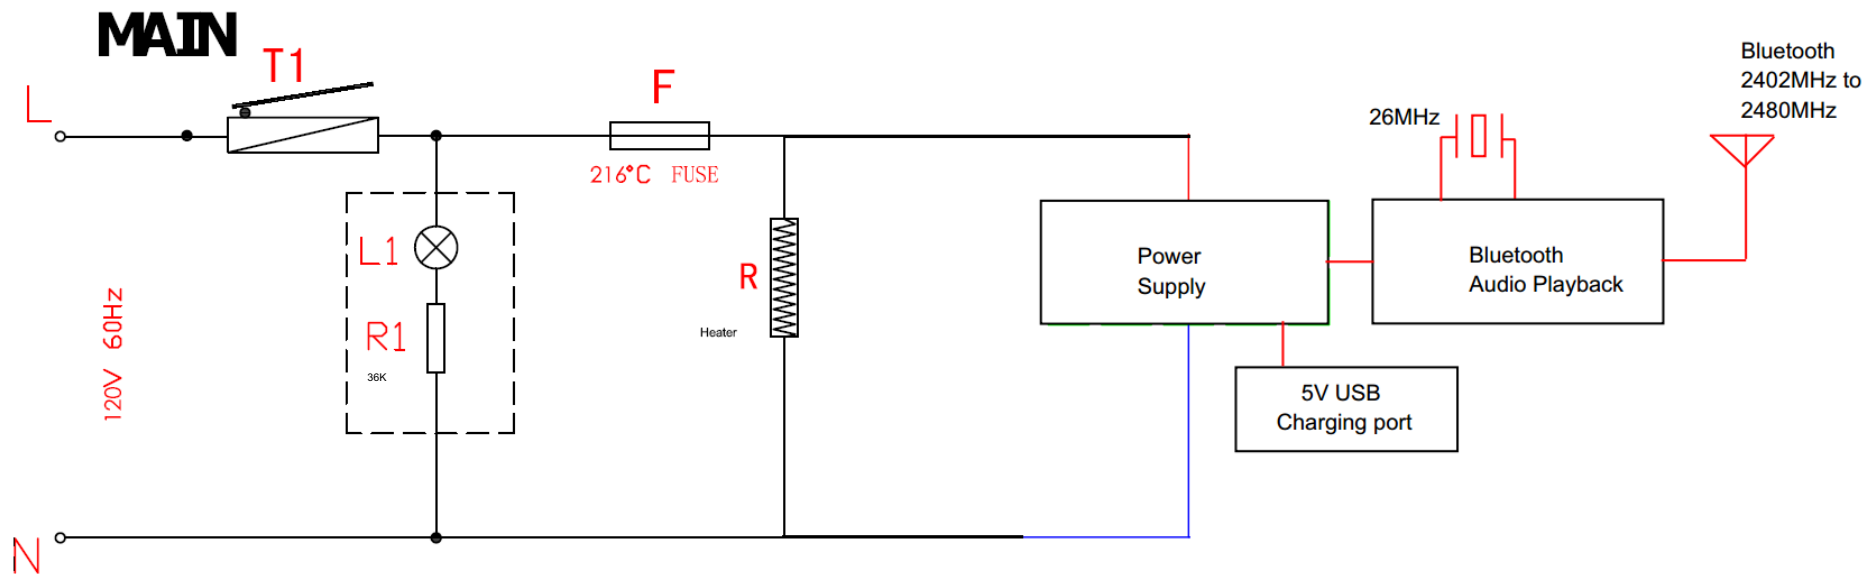 MAIN
T1
L
F
216°C FUSE
L1
R1
36K
120V 60Hz
R
Heater
N
Power
Supply
5V USB
Charging port
26MHz
Bluetooth
Audio Playback
Bluetooth
2402MHz to
2480MHz